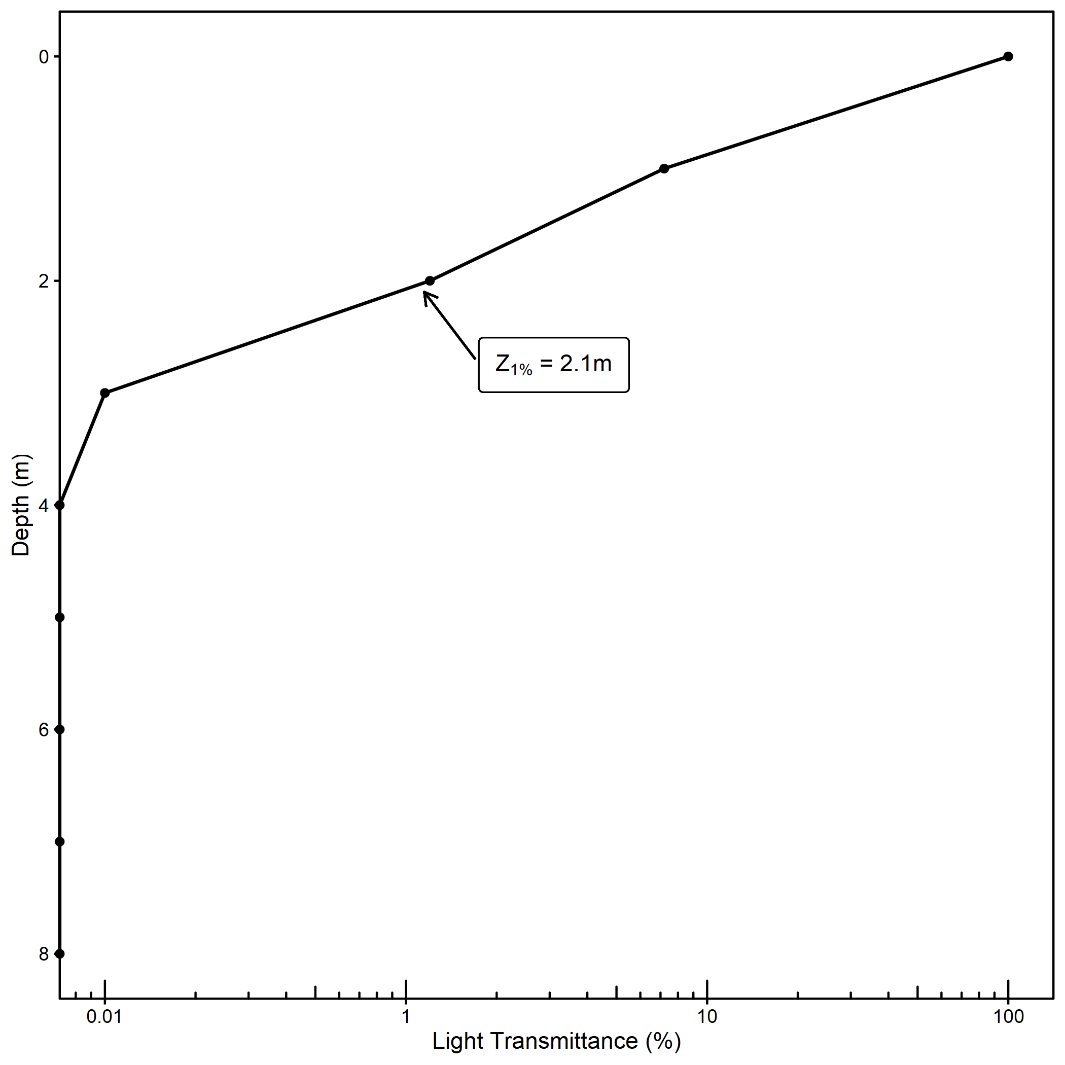 0
2
Z1% = 2.1m
Depth (m)
4
6
8
0.01 1 10 100
Light Transmittance (%)